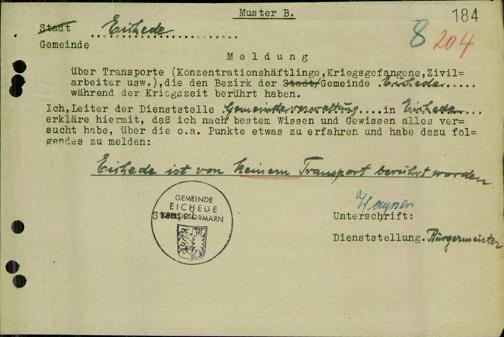 Muster B.
184
8 204
Stadt Eichede
Gemeinde
Meldung
über Transporte (Konzentrationshäftlinge, Kriegsgefangene, Zivil=
arbeiter usw.), die den Bezirk der Stadt/Gemeinde Eichede
während der Kriegszeit berührt haben.
Ich, Leiter der Dienststelle Gemeindeverwaltung in Eichede
erkläre hiermit, daß ich nach besten Wissen und Gewissen alles ver-
sucht habe, über die o.a. Punkte etwas zu erfahren und habe dazu fol-
gendes zu melden:
Eichede ist von keinem Transport berührt worden
GEMEINDE
EICHEDE
STORMARN
Unterschrift:
Dienststellung. Bürgermeister